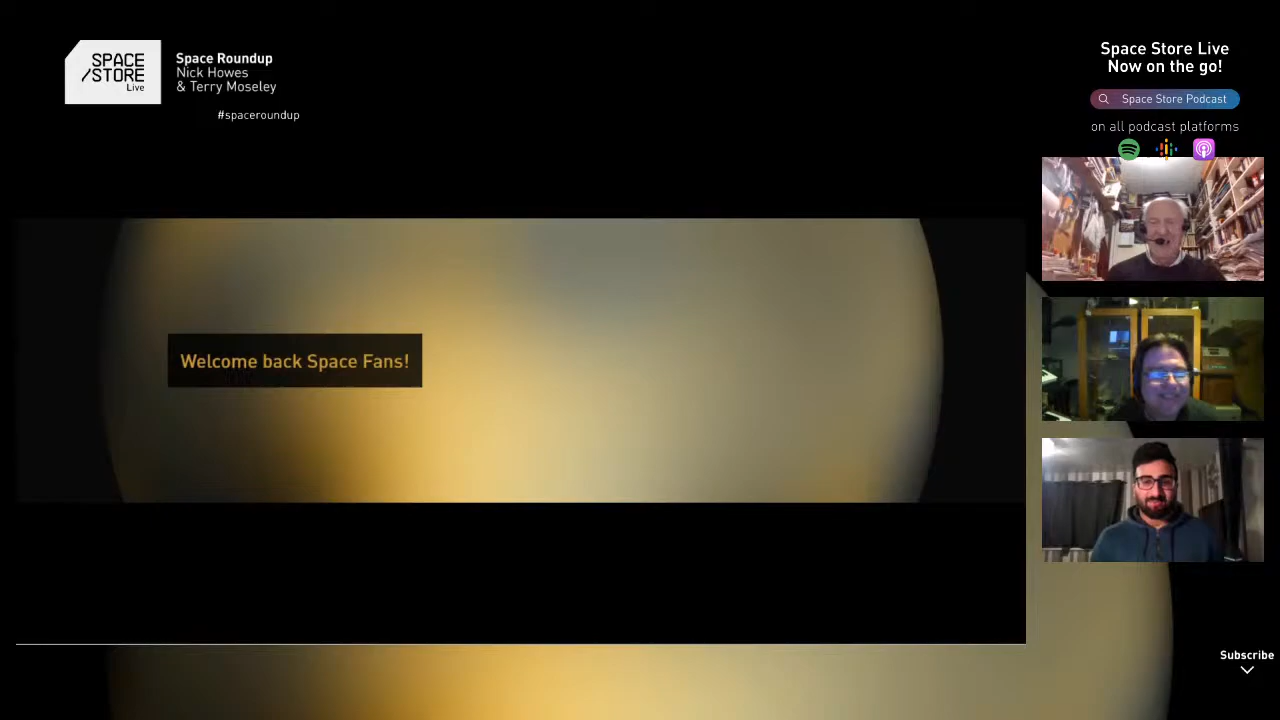 SPACE
/STORE
Live
Space Roundup
Nick Howes
& Terry Moseley
#spaceroundup
Space Store Live
Now on the go!
Space Store Podcast
on all podcast platforms
Welcome back Space Fans!
Subscribe